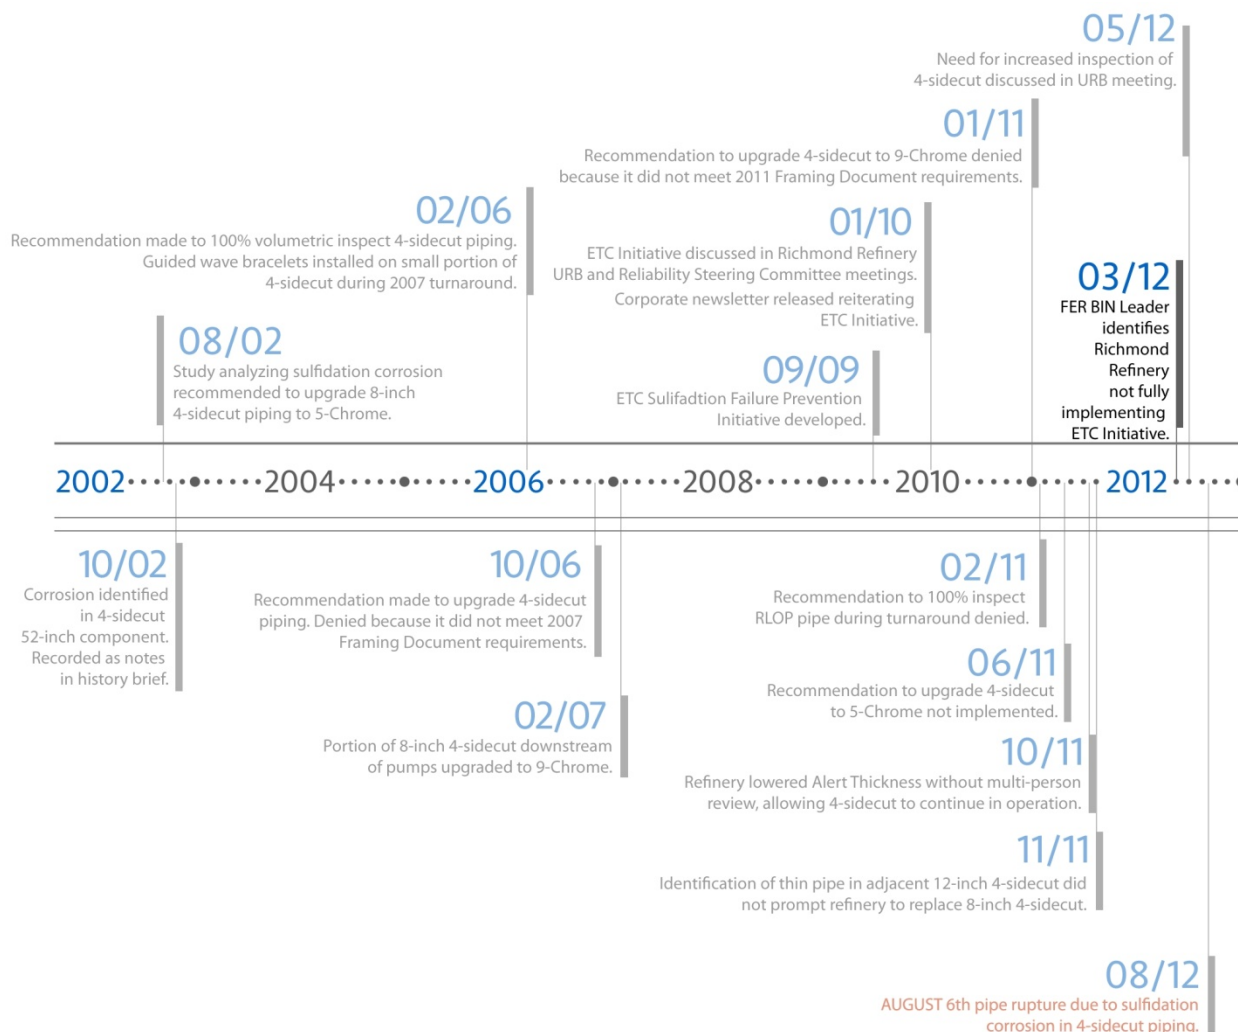 05/12
Need for increased inspection of
4-sidecut discussed in URB meeting.
01/11
Recommendation to upgrade 4-sidecut to 9-Chrome denied
because it did not meet 2011 Framing Document requirements.
02/06
Recommendation made to 100% volumetric inspect 4-sidecut piping.
Guided wave bracelets installed on small portion of
4-sidecut during 2007 turnaround.
01/10
ETC Initiative discussed in Richmond Refinery
URB and Reliability Steering Committee meetings.
Corporate newsletter released reiterating
ETC Initiative.
03/12
FER BIN Leader
identifies
Richmond
Refinery
not fully
implementing
ETC Initiative.
08/02
Study analyzing sulfidation corrosion
recommended to upgrade 8-inch
4-sidecut piping to 5-Chrome.
09/09
ETC Sulifadtion Failure Prevention
Initiative developed.
2002 2004 2006 2008 2010 2012
10/02
Corrosion identified
in 4-sidecut
52-inch component.
Recorded as notes
in history brief.
10/06
Recommendation made to upgrade 4-sidecut
piping. Denied because it did not meet 2007
Framing Document requirements.
02/07
Portion of 8-inch 4-sidecut downstream
of pumps upgraded to 9-Chrome.
02/11
Recommendation to 100% inspect
RLOP pipe during turnaround denied.
06/11
Recommendation to upgrade 4-sidecut
to 5-Chrome not implemented.
10/11
Refinery lowered Alert Thickness without multi-person
review, allowing 4-sidecut to continue in operation.
11/11
Identification of thin pipe in adjacent 12-inch 4-sidecut did
not prompt refinery to replace 8-inch 4-sidecut.
08/12
AUGUST 6th pipe rupture due to sulfidation
corrosion in 4-sidecut piping.